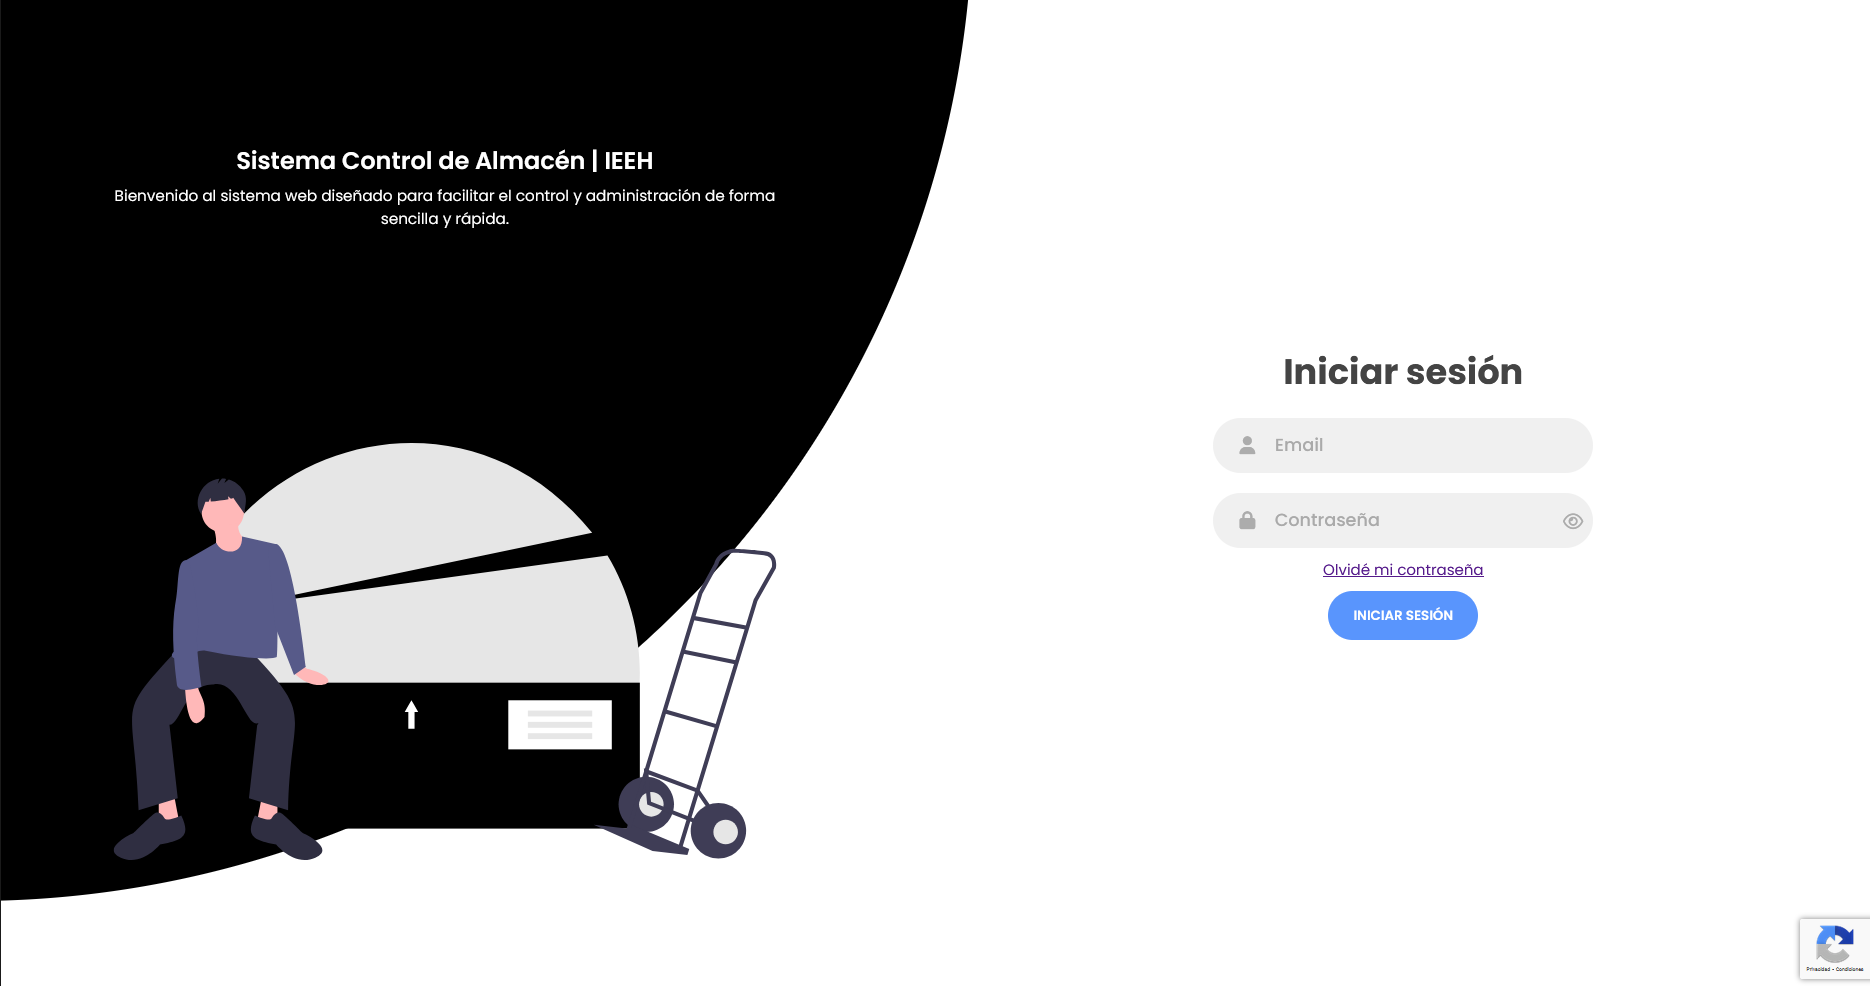 Sistema Control de Almacén | IEEH
Bienvenido al sistema web diseñado para facilitar el control y administración de forma
sencilla y rápida.
Iniciar sesión
Email
Contraseña
Olvidé mi contraseña
INICIAR SESIÓN
Privacidad - Condiciones